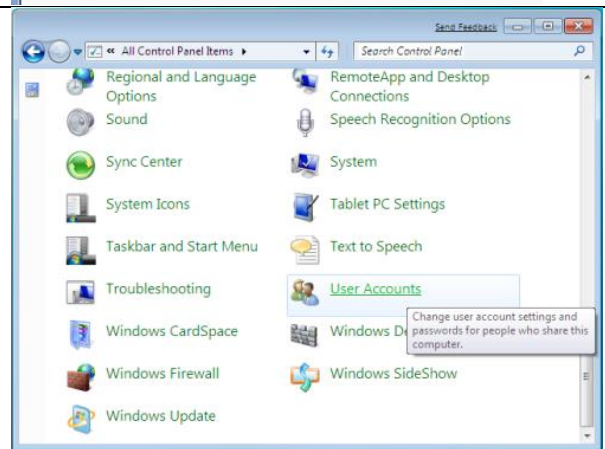 Send Feedback
« All Control Panel Items
Search Control Panel
Regional and Language
Options
RemoteApp and Desktop
Connections
Sound
Speech Recognition Options
Sync Center
System
System Icons
Tablet PC Settings
Taskbar and Start Menu
Text to Speech
Troubleshooting
User Accounts
Change user account settings and
passwords for people who share this
computer.
Windows CardSpace
Windows De
Windows Firewall
Windows SideShow
Windows Update